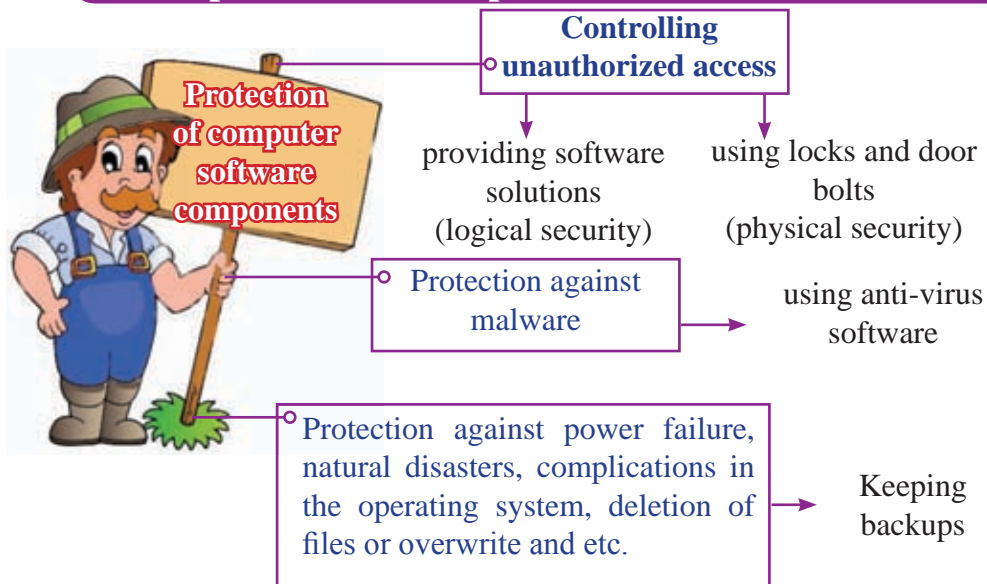 Controlling
unauthorized access
Protection
of computer
software
components
providing software
solutions
(logical security)
using locks and door
bolts
(physical security)
Protection against
malware
using anti-virus
software
Protection against power failure,
natural disasters, complications in
the operating system, deletion of
files or overwrite and etc.
Keeping
backups